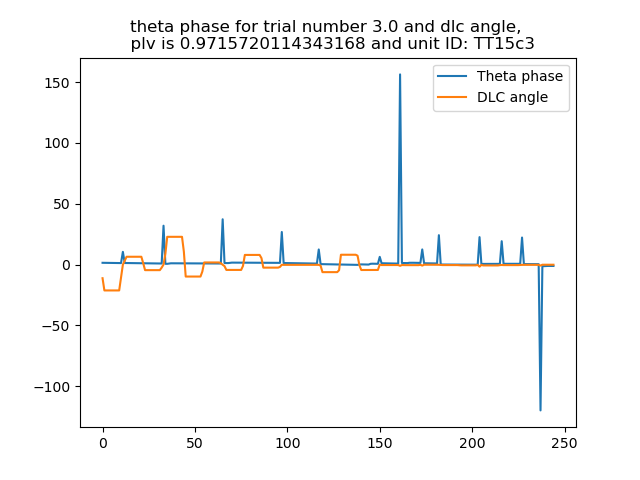 theta phase for trial number 3.0 and dlc angle,
plv is 0.9715720114343168 and unit ID: TT15c3
Theta phase
DLC angle
150
100
50
0
−50
−100
0 50 100 150 200 250